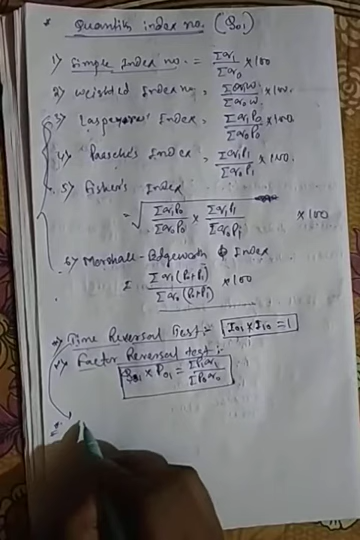 * Quantity index no. (Q01)
1) Simple Index no. = Σq1/Σq0 × 100
2) Weighted Index no. = Σq1w/Σq0w × 100.
3) Laspeyres' Index, Σq1P0/Σq0P0 × 100.
4) Paasche's Index, Σq1P1/Σq0P1 × 100.
5) Fisher's Index
= √Σq1P0/Σq0P0 × Σq1P1/Σq0P1 × 100
6) Marshall-Edgeworth Index
= Σq1(P0+P1)/Σq0(P0+P1) × 100
*) Time Reversal Test :- I01 × I10 = 1
*) Factor Reversal test :-
Q01 × P01 = ΣP1q1/ΣP0q0